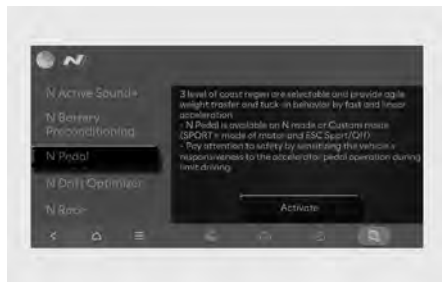 N
N Active Sound+
N Battery
Preconditioning
N Pedal
N Drift Optimizer
N Race
3 level of coast regen are selectable and provide agile
weight trasfer and tuck-in behavior by fast and linear
acceleration
- N Pedal is available on N mode or Custom mode
(SPORT+ mode of motor and ESC Sport/Off)
- Pay attention to safety by sensitizing the vehicle's
responsiveness to the accelerator pedal operation during
limit driving.
Activate